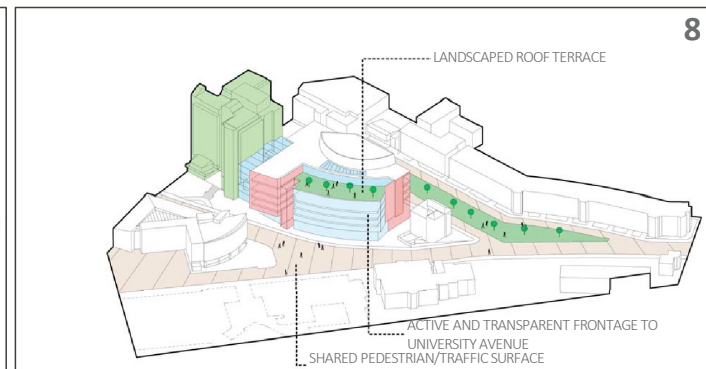 8
LANDSCAPED ROOF TERRACE
ACTIVE AND TRANSPARENT FRONTAGE TO
UNIVERSITY AVENUE
SHARED PEDESTRIAN/TRAFFIC SURFACE